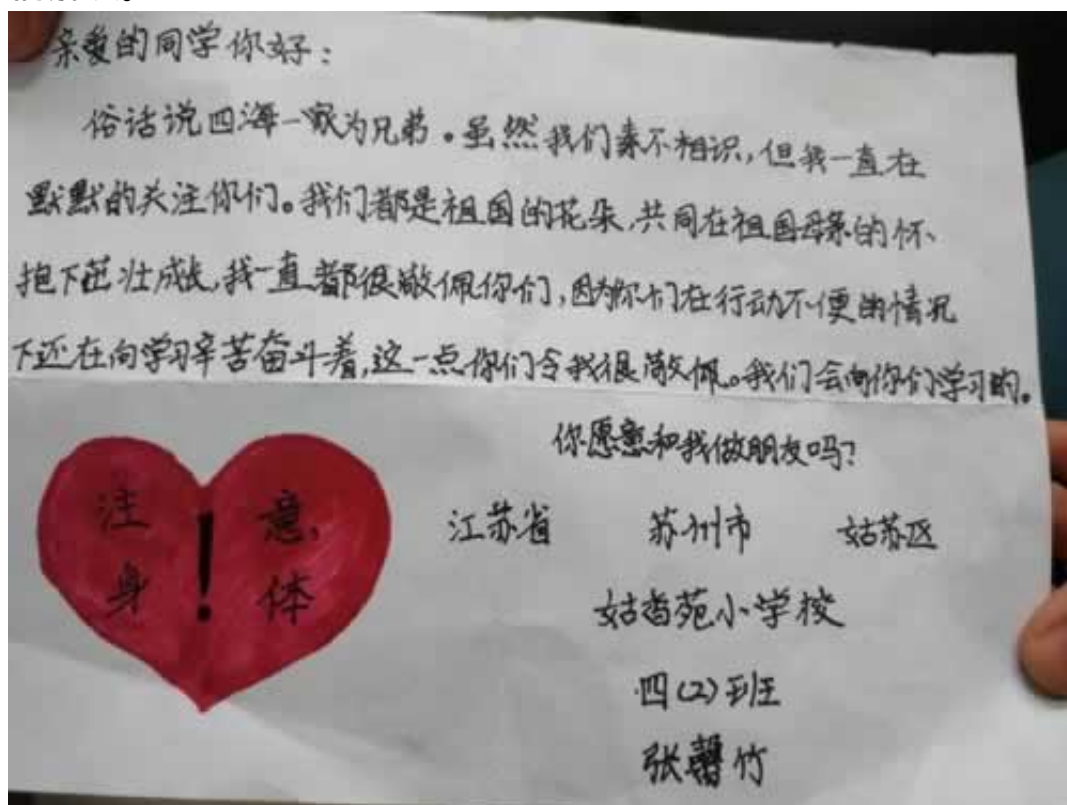 亲爱的同学你好：
俗话说四海一家为兄弟。虽然我们素不相识，但我一直在
默默的关注你们。我们都是祖国的花朵，共同在祖国母亲的怀
抱下茁壮成长，我一直都很敬佩你们，因为你们在行动不便的情况
下还在向学习辛苦奋斗着，这一点你们令我很敬佩。我们会向你们学习的。
你愿意和我做朋友吗？
注意，
身！体
江苏省 苏州市 姑苏区
姑香苑小学校
四（2）班
张馨竹